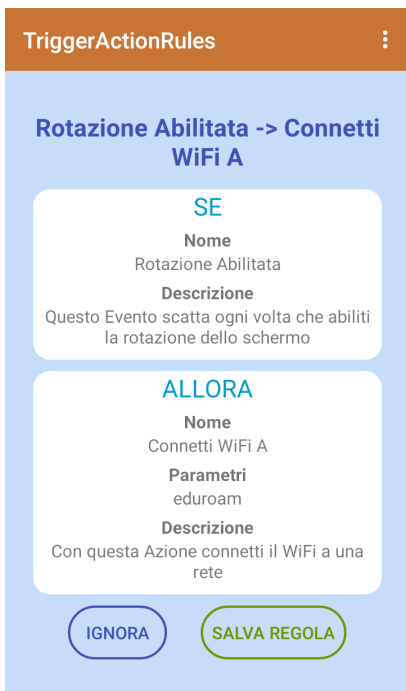 TriggerActionRules
Rotazione Abilitata -> Connetti
WiFi A
SE
Nome
Rotazione Abilitata
Descrizione
Questo Evento scatta ogni volta che abiliti
la rotazione dello schermo
ALLORA
Nome
Connetti WiFi A
Parametri
eduroam
Descrizione
Con questa Azione connetti il WiFi a una
rete
IGNORA
SALVA REGOLA